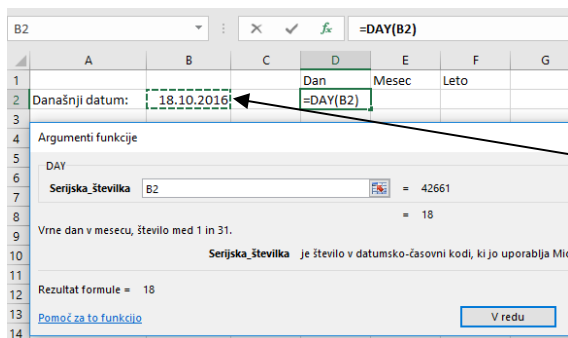 B2 fx =DAY(B2)
A B C D E F G
1 Dan Mesec Leto
2 Današnji datum: 18.10.2016 =DAY(B2)
3
4 Argumenti funkcije
5 DAY
6 Serijska_številka B2 = 42661
7
8 = 18
9 Vrne dan v mesecu, število med 1 in 31.
10 Serijska_številka je število v datumsko-časovni kodi, ki jo uporablja Mic
11
12 Rezultat formule = 18
13 Pomoč za to funkcijo V redu
14